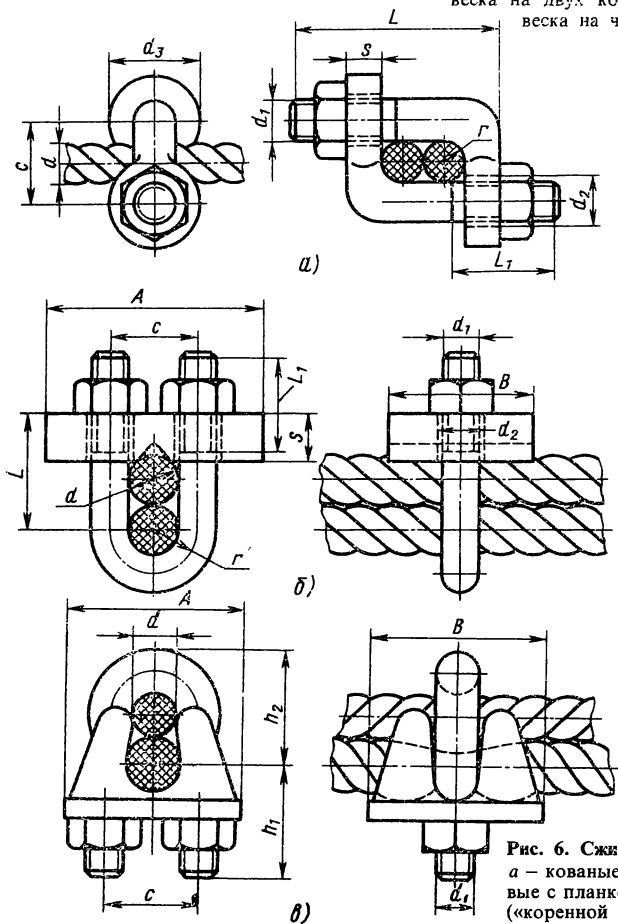 веска на двух ко
веска на ч
d₃
L
s
d₁
c
d
r
d₂
L₁
а)
A
c
d₁
L₁
B
s
L
d₂
d
r
б)
A
d
B
h₂
h₁
c
d₁
в)
Рис. 6. Сжи
а – кованые
вые с планко
(«коренной